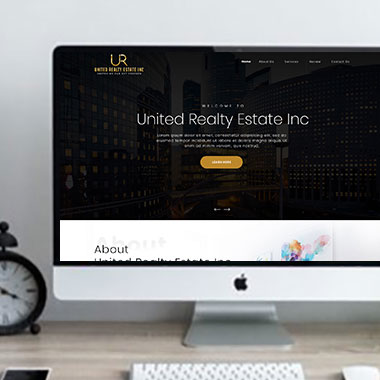 UR
UNITED REALTY ESTATE INC
Home About Us Services Review Contact Us
WELCOME TO
United Realty Estate Inc
Lorem ipsum dolor sit amet, consectetur adipisicing elit, sed do
eiusmod tempor incididunt ut labore et dolore magna aliqua. Ut enim
ad minim veniam, quis nostrud.
LEARN MORE
About
About
United Realty Estate Inc